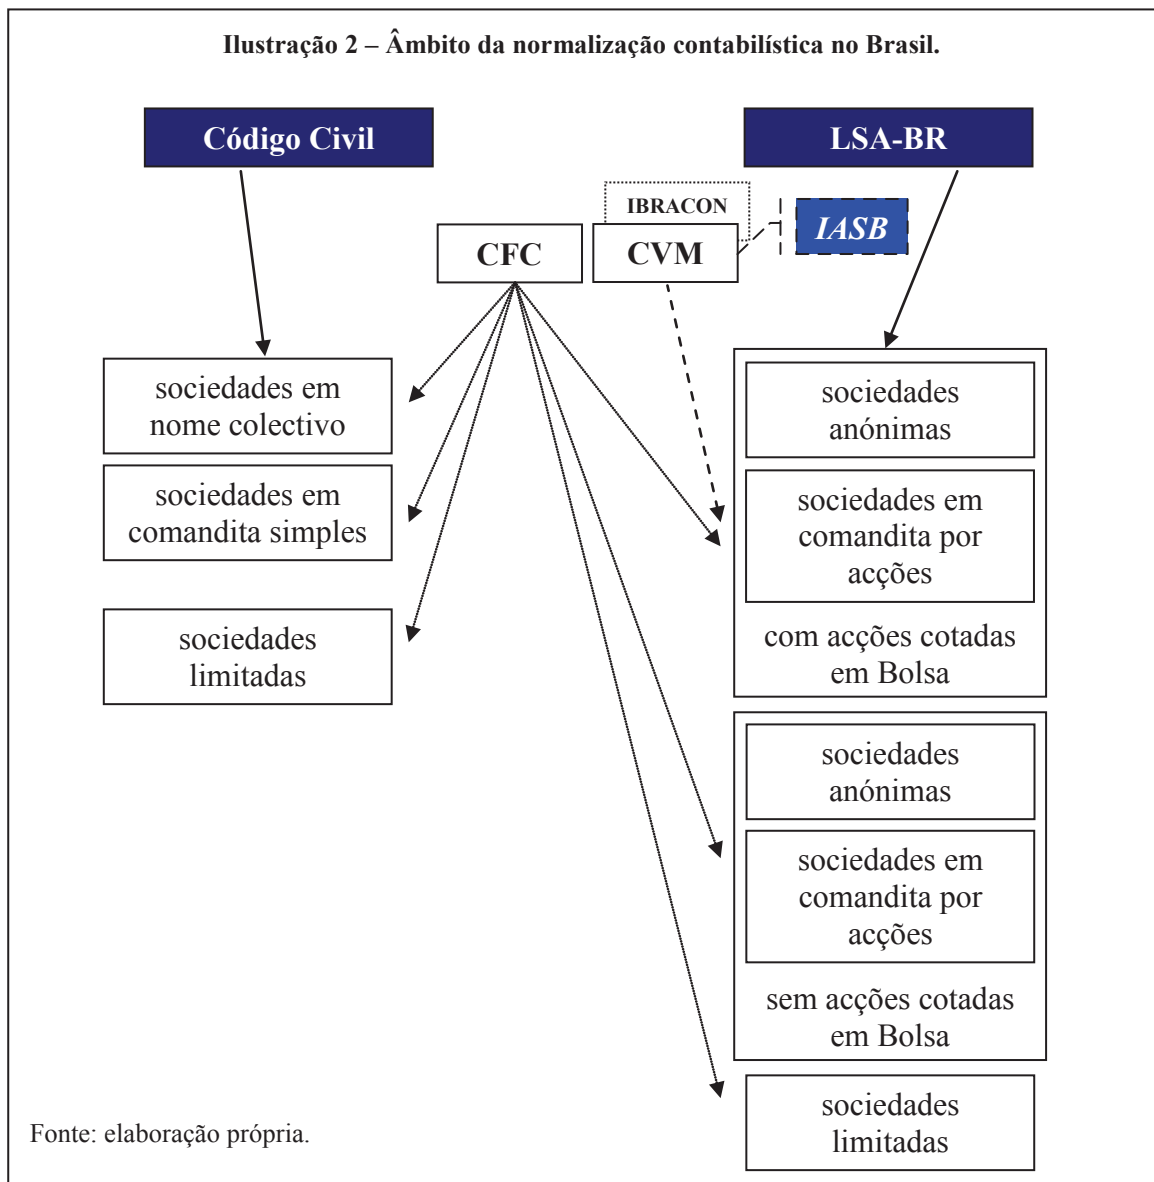 Ilustração 2 – Âmbito da normalização contabilística no Brasil.
Código Civil
LSA-BR
IBRACON
CFC
CVM
IASB
sociedades em
nome colectivo
sociedades em
comandita simples
sociedades
limitadas
sociedades
anónimas
sociedades em
comandita por
acções
com acções cotadas
em Bolsa
sociedades
anónimas
sociedades em
comandita por
acções
sem acções cotadas
em Bolsa
sociedades
limitadas
Fonte: elaboração própria.